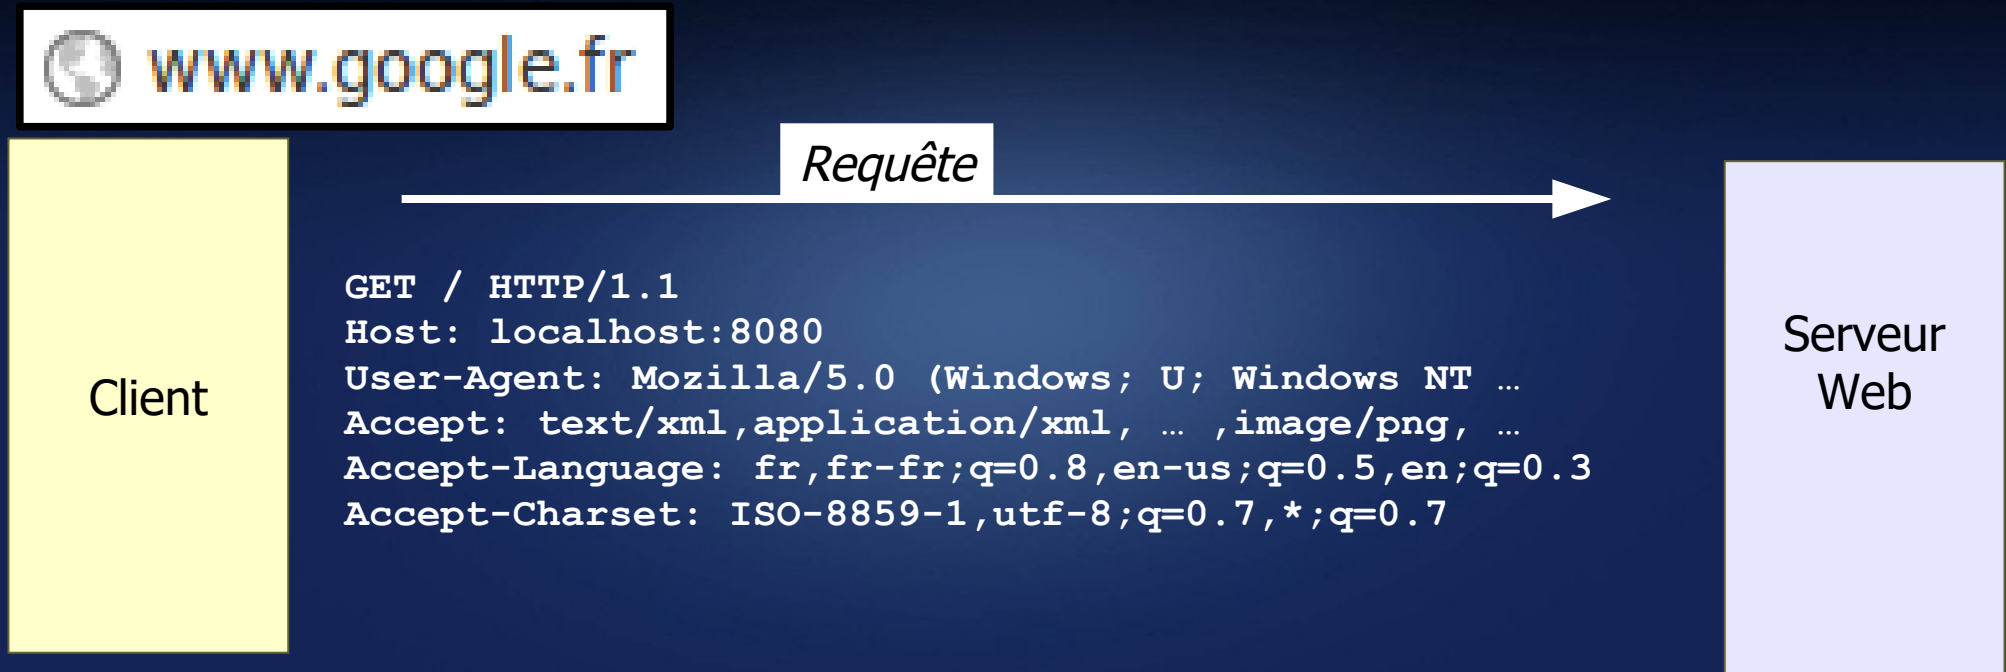 www.google.fr
Requête
Client
GET / HTTP/1.1
Host: localhost:8080
User-Agent: Mozilla/5.0 (Windows; U; Windows NT …
Accept: text/xml,application/xml, … ,image/png, …
Accept-Language: fr,fr-fr;q=0.8,en-us;q=0.5,en;q=0.3
Accept-Charset: ISO-8859-1,utf-8;q=0.7,*;q=0.7
Serveur
Web